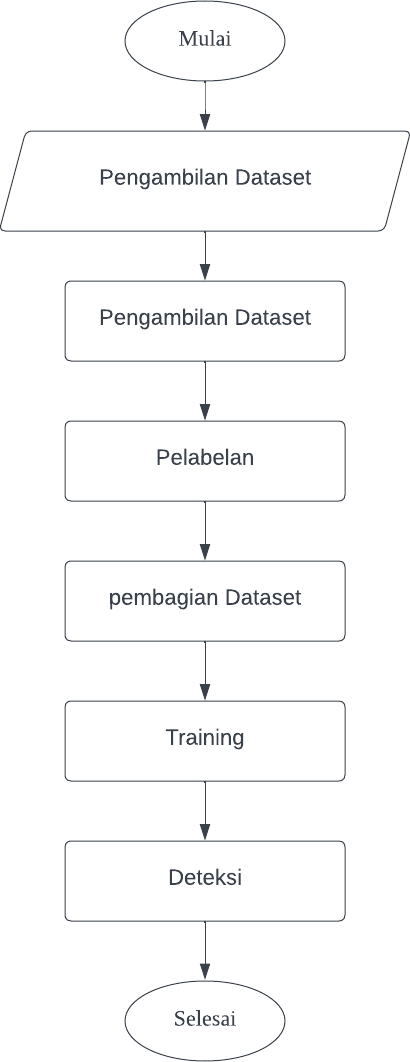 Mulai
Pengambilan Dataset
Pengambilan Dataset
Pelabelan
pembagian Dataset
Training
Deteksi
Selesai